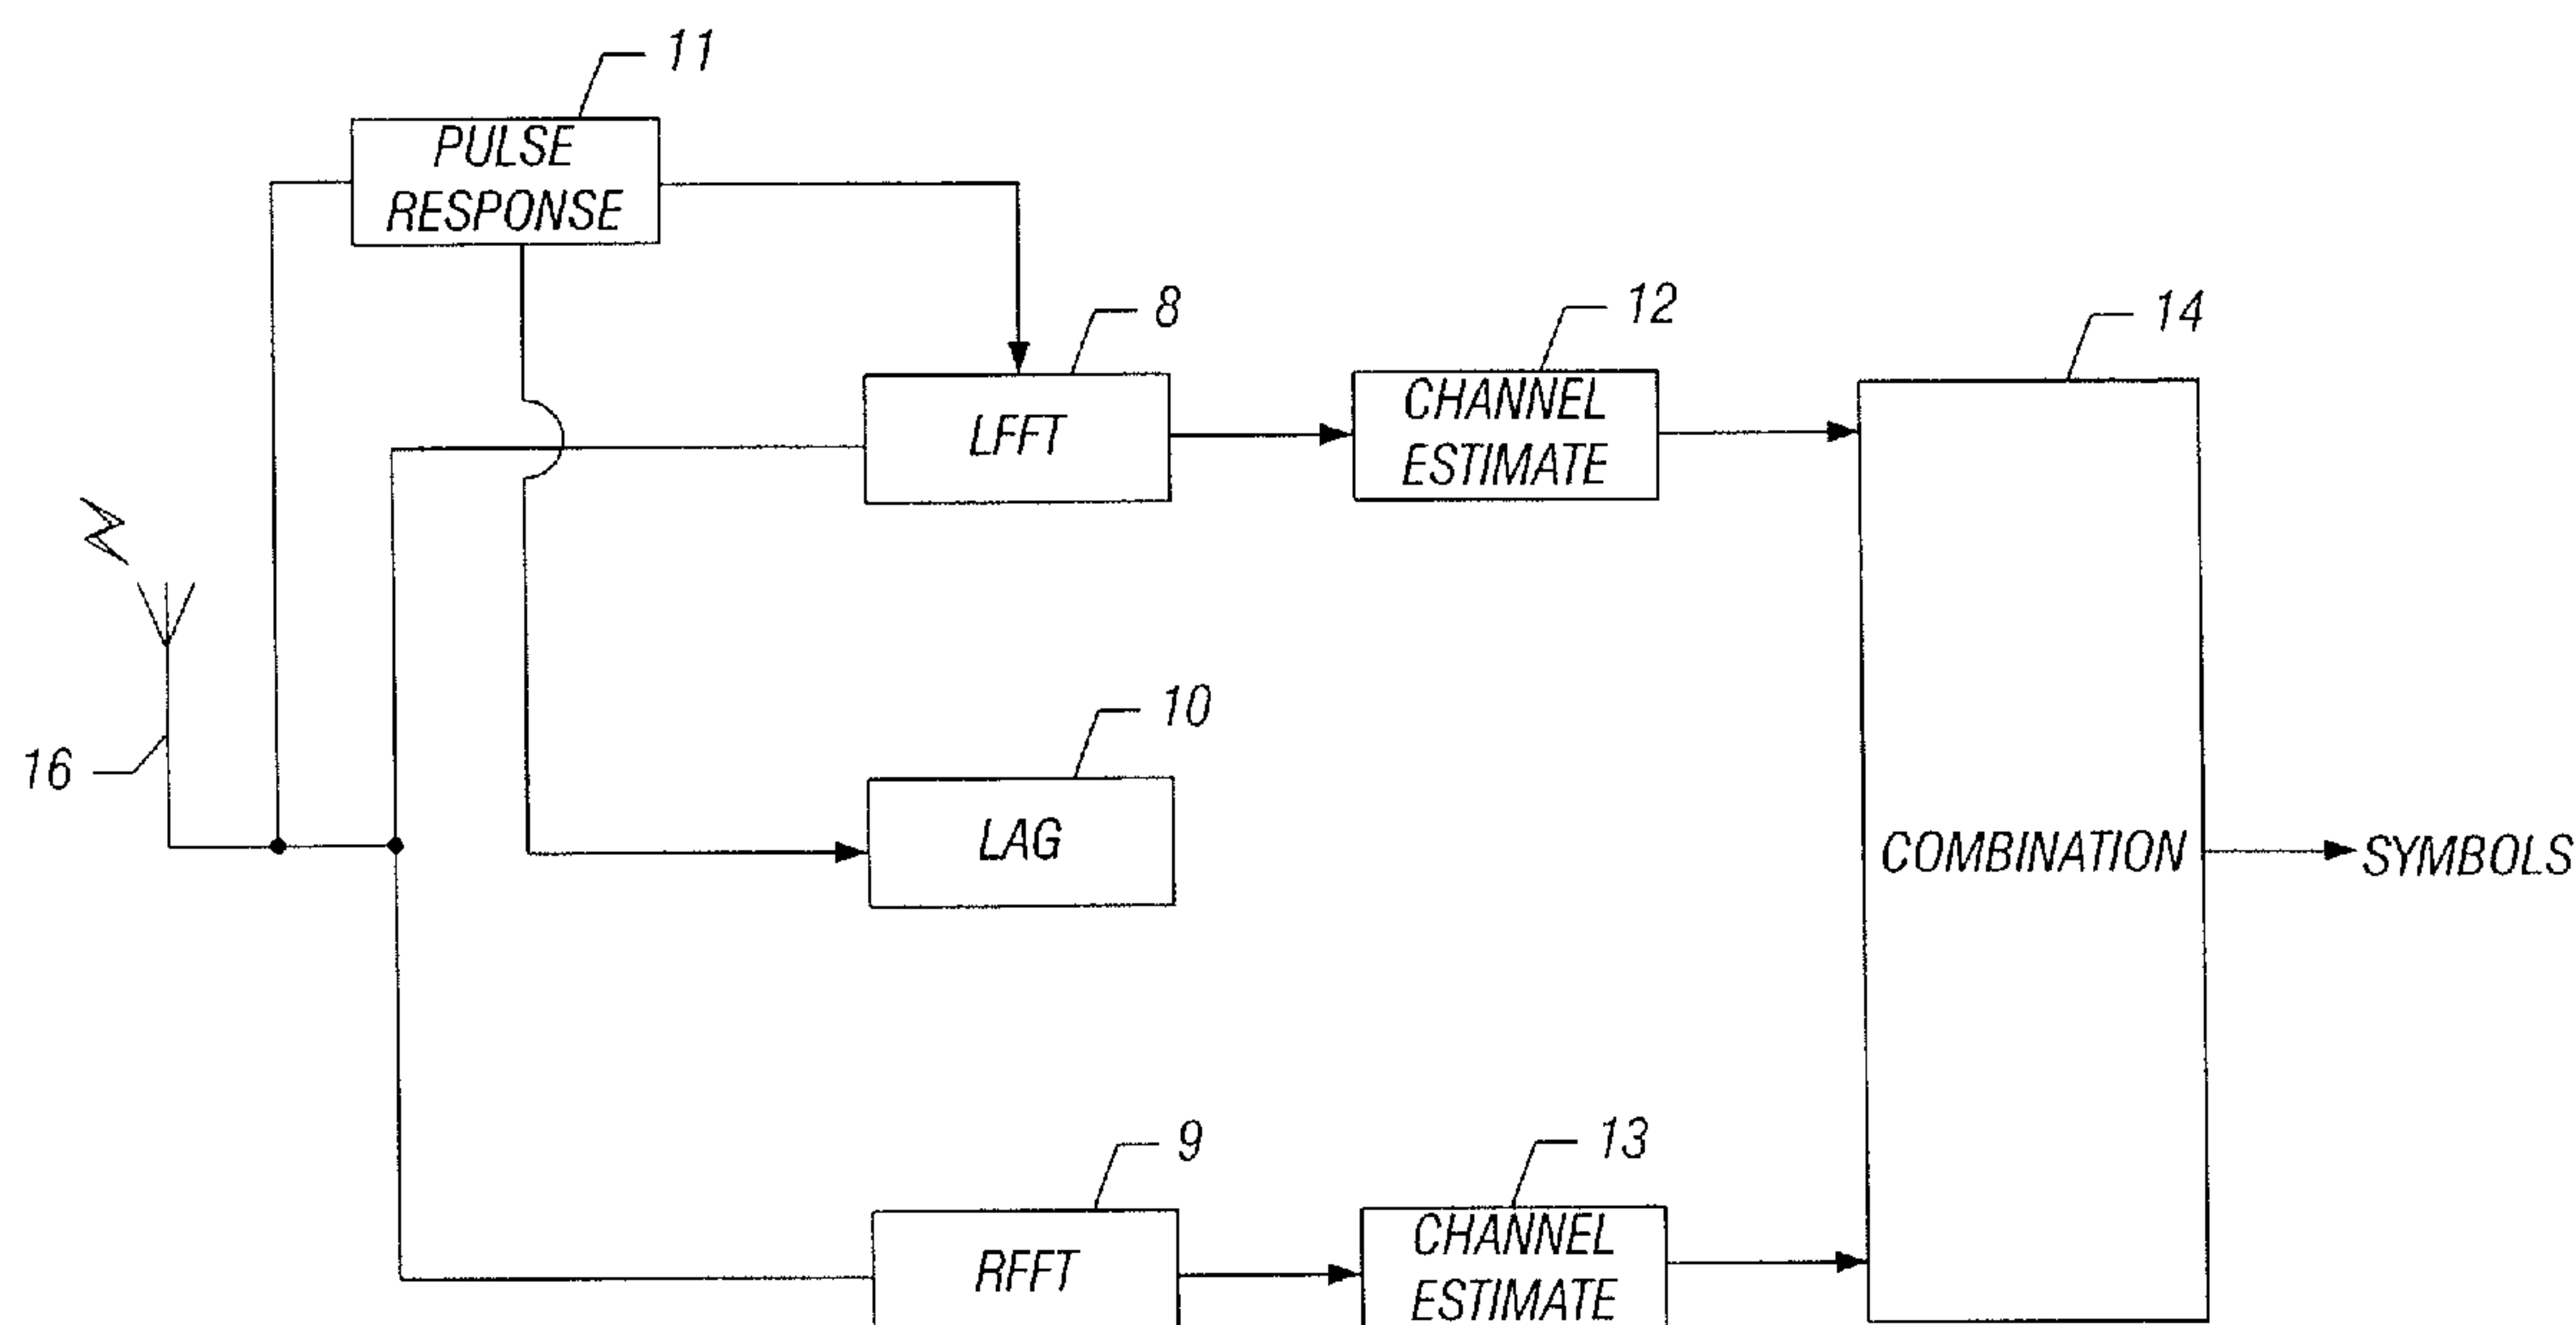 11
PULSE
RESPONSE
8
12
14
LFFT
CHANNEL
ESTIMATE
10
16
LAG
COMBINATION
SYMBOLS
9
13
RFFT
CHANNEL
ESTIMATE